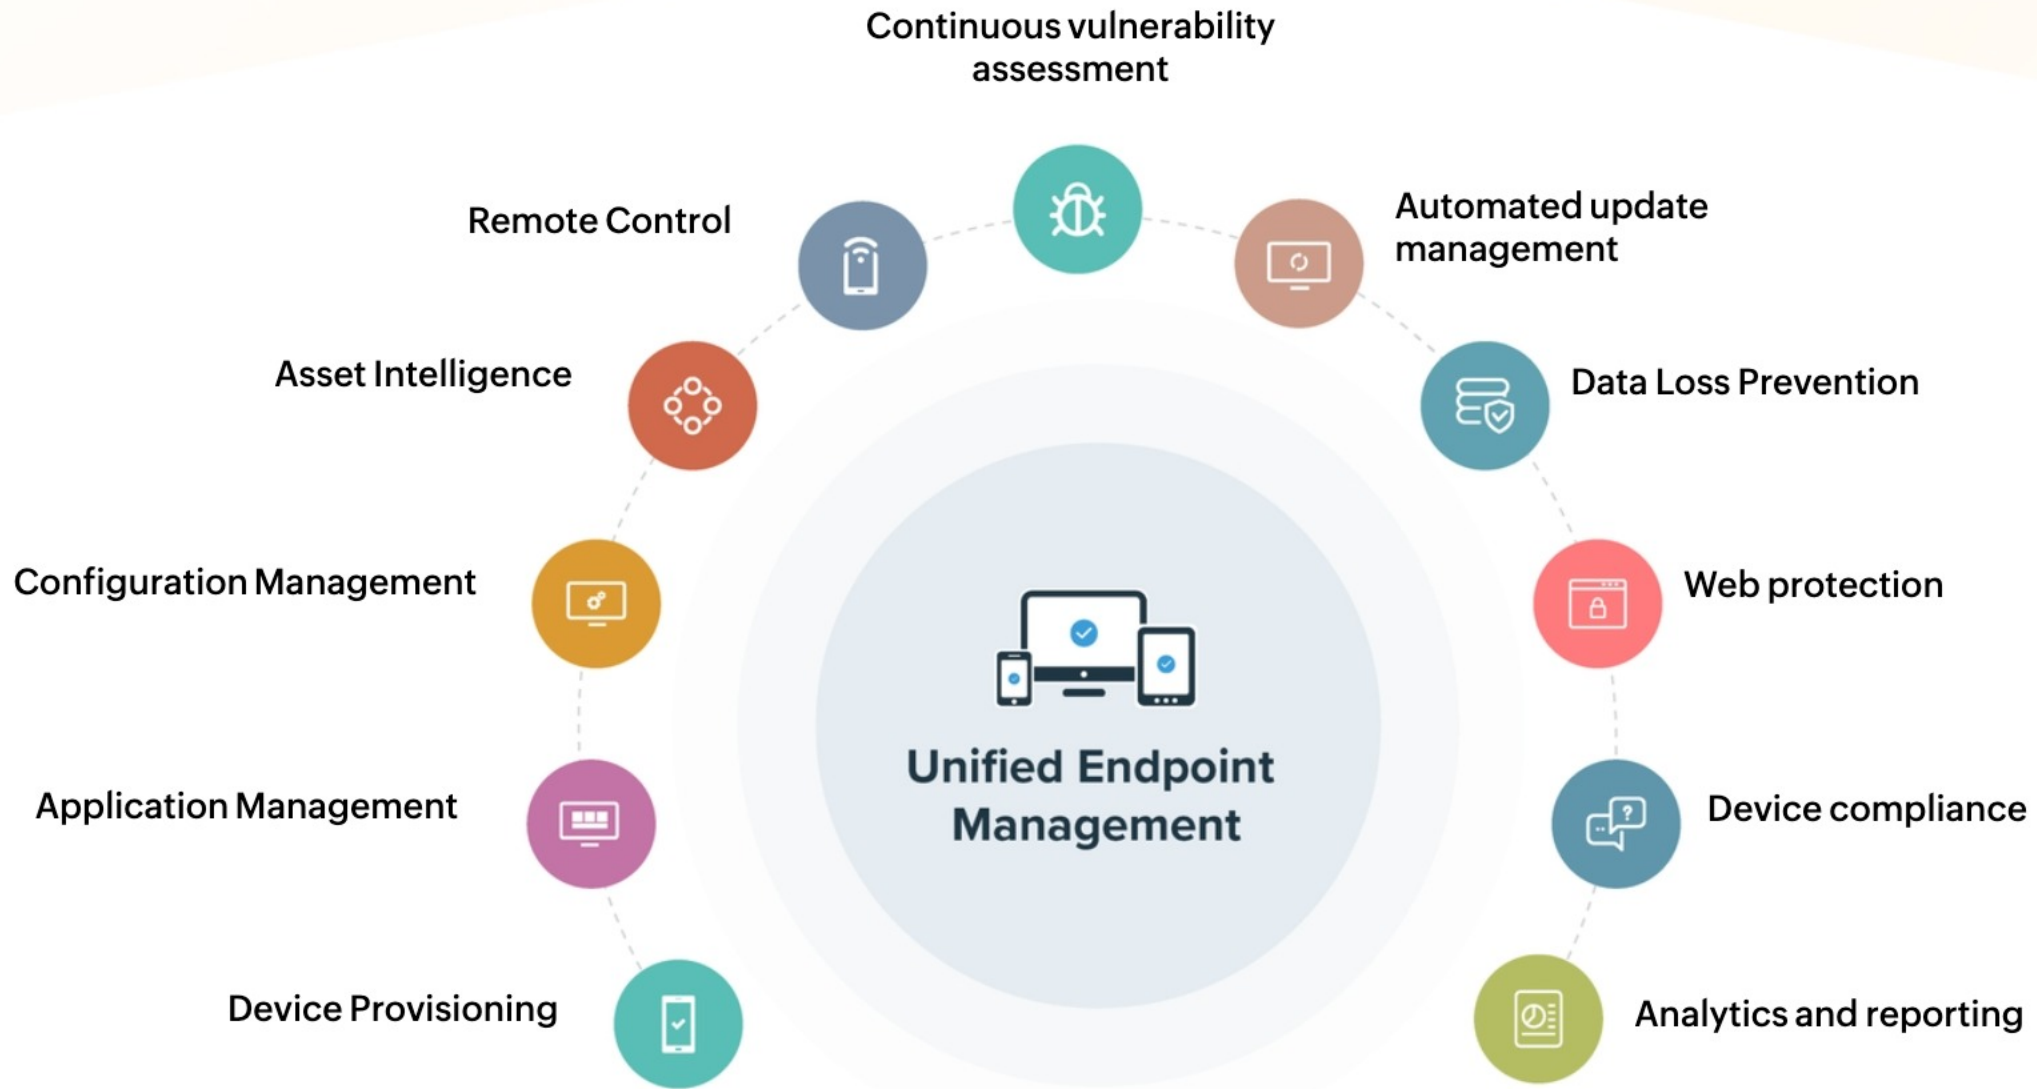 Continuous vulnerability
assessment
Remote Control
Automated update
management
Asset Intelligence
Data Loss Prevention
Configuration Management
Web protection
Unified Endpoint
Management
Application Management
Device compliance
Device Provisioning
Analytics and reporting